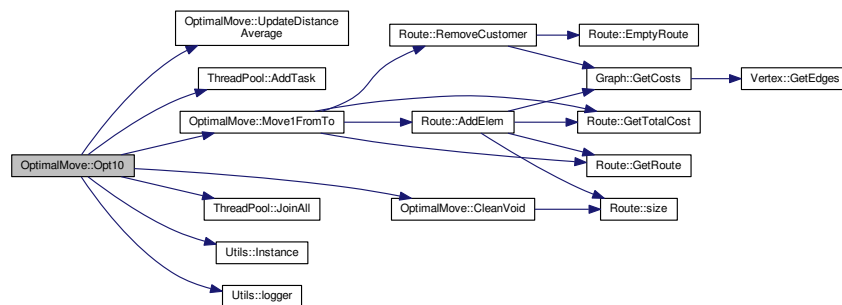 OptimalMove::UpdateDistance
Average
Route::RemoveCustomer
Route::EmptyRoute
ThreadPool::AddTask
Graph::GetCosts
Vertex::GetEdges
OptimalMove::Move1FromTo
Route::AddElem
Route::GetTotalCost
OptimalMove::Opt10
Route::GetRoute
ThreadPool::JoinAll
OptimalMove::CleanVoid
Route::size
Utils::Instance
Utils::logger